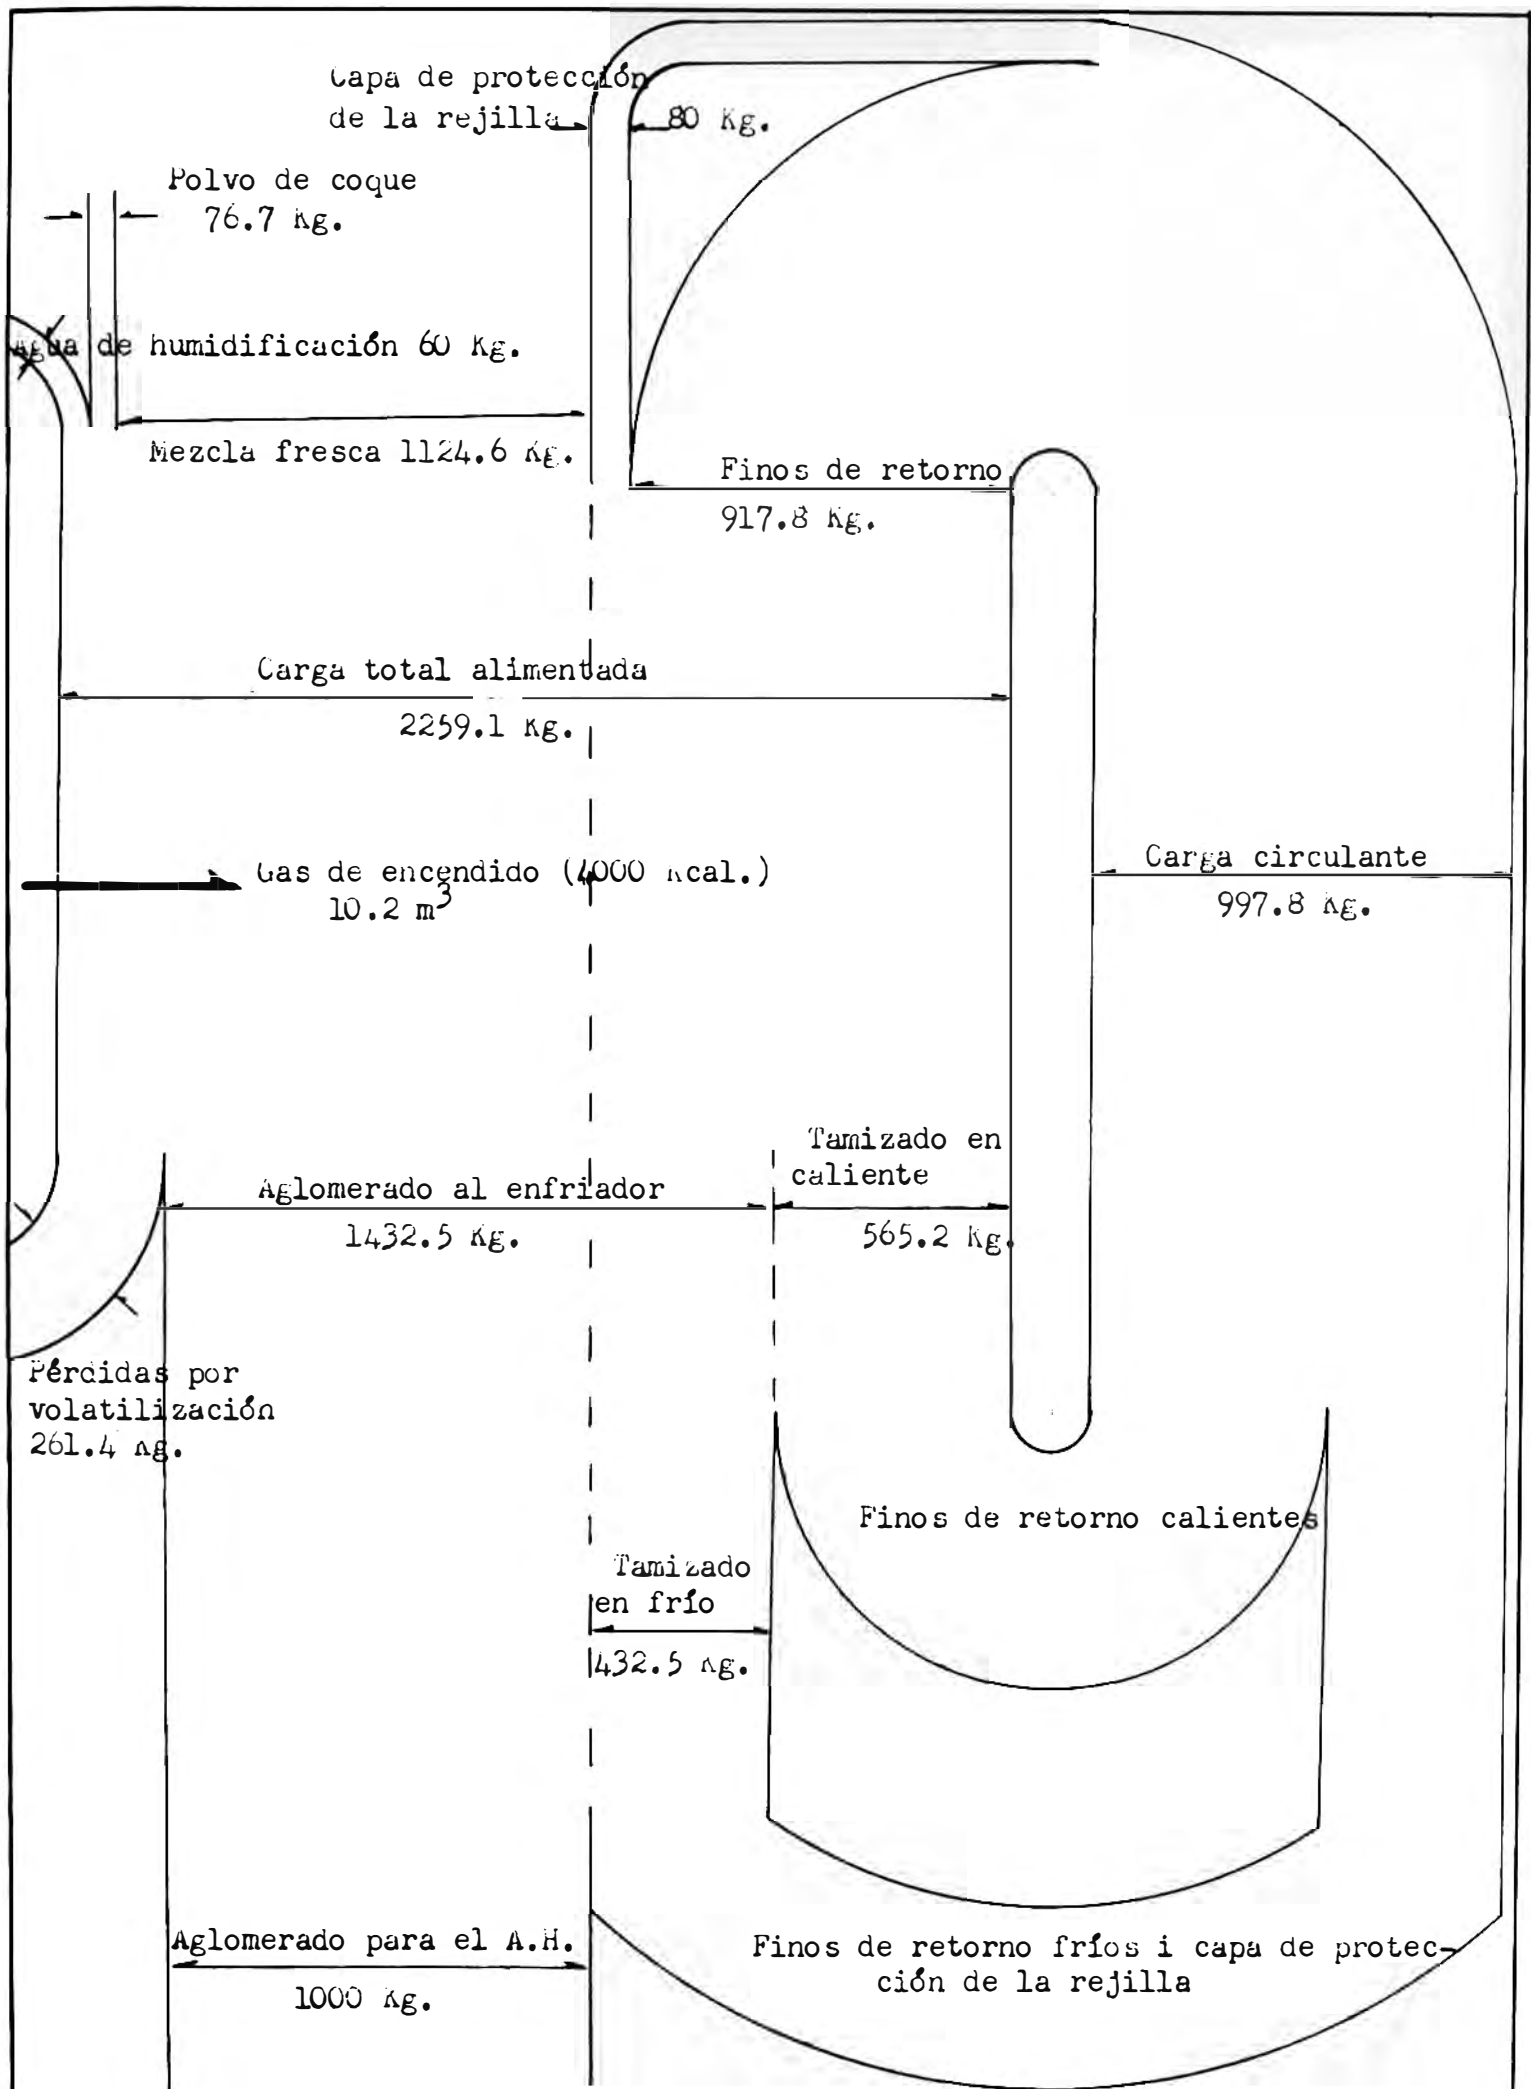 Capa de protección
de la rejilla
80 Kg.
Polvo de coque
76.7 Kg.
Agua de humidificación 60 Kg.
Mezcla fresca 1124.6 Kg.
Finos de retorno
917.8 Kg.
Carga total alimentada
2259.1 Kg.
Gas de encendido (4000 Kcal.)
10.2 m³
Carga circulante
997.8 Kg.
Tamizado en
caliente
565.2 Kg.
Aglomerado al enfriador
1432.5 Kg.
Pérdidas por
volatilización
261.4 Kg.
Finos de retorno calientes
Tamizado
en frío
432.5 Kg.
Aglomerado para el A.H.
1000 Kg.
Finos de retorno fríos i capa de protec-
ción de la rejilla